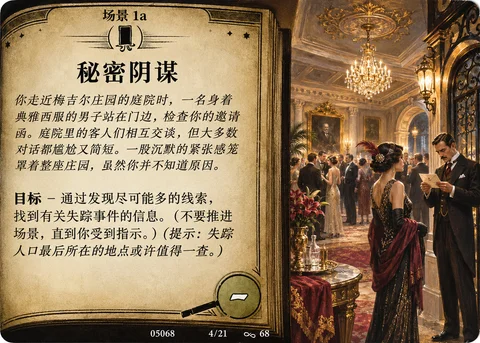 场景 1a
秘密阴谋
你走近梅吉尔庄园的庭院时，一名身着
典雅西服的男子站在门边，检查你的邀请
函。庭院里的客人们相互交谈，但大多数
对话都尴尬又简短。一股沉默的紧张感笼
罩着整座庄园，虽然你并不知道原因。
目标 – 通过发现尽可能多的线索，
找到有关失踪事件的信息。（不要推进
场景，直到你受到指示。）（提示：失踪
人口最后所在的地点或许值得一查。）
–
05068 4/21 68